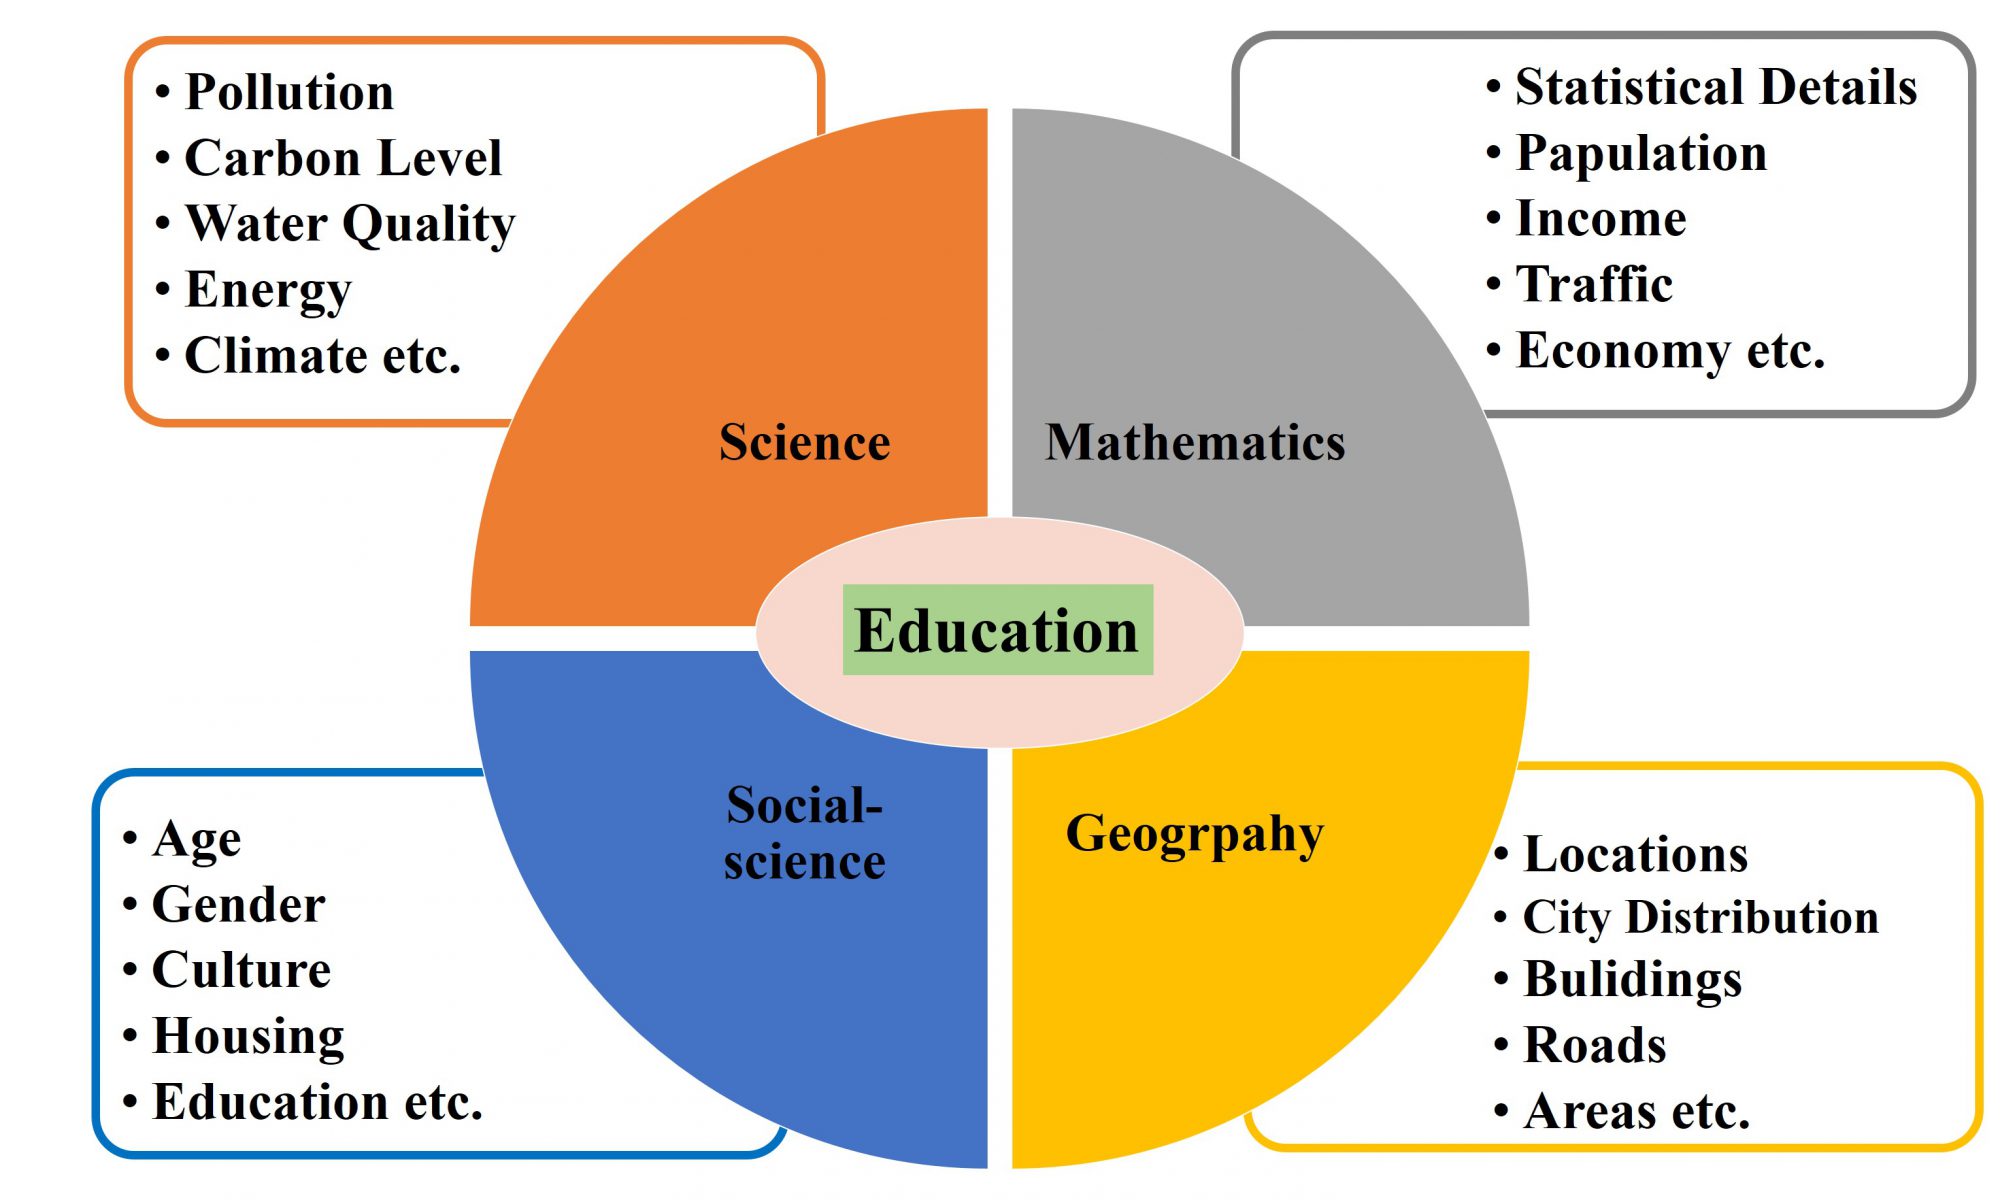 • Pollution
• Carbon Level
• Water Quality
• Energy
• Climate etc.
• Statistical Details
• Papulation
• Income
• Traffic
• Economy etc.
Science
Mathematics
Education
Social-
science
Geogrpahy
• Age
• Gender
• Culture
• Housing
• Education etc.
• Locations
• City Distribution
• Bulidings
• Roads
• Areas etc.